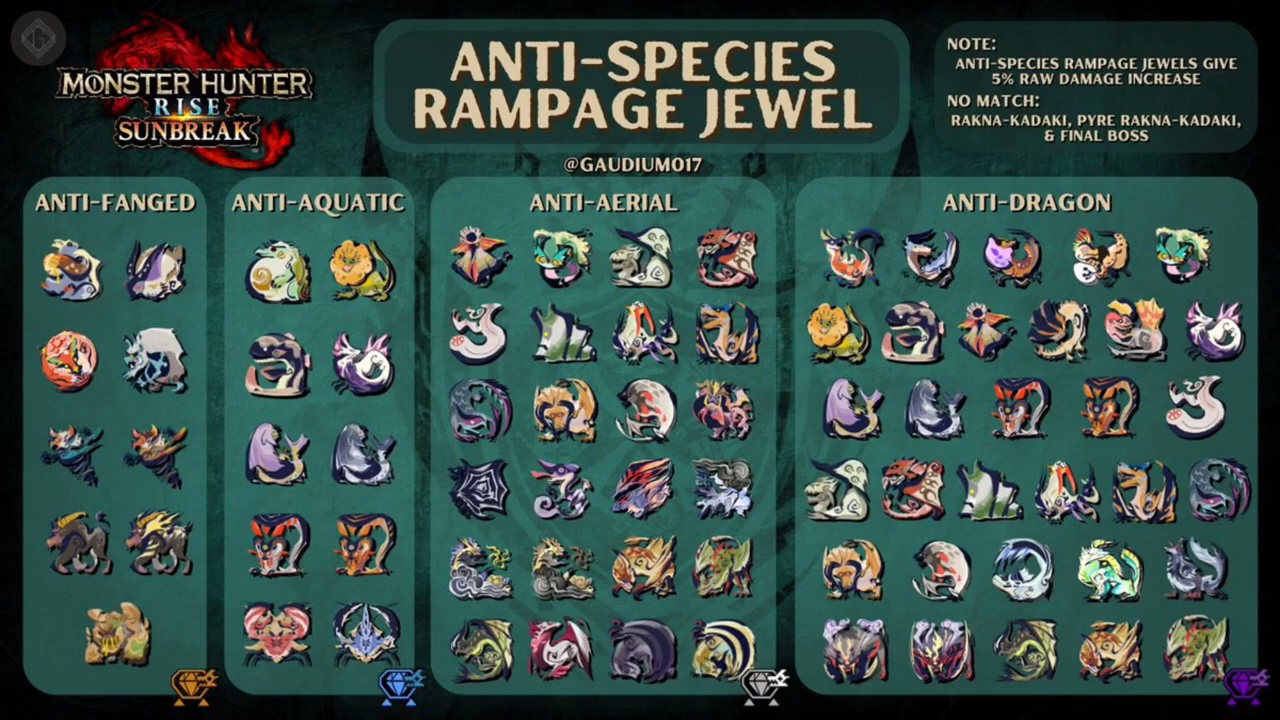 MONSTER HUNTER
RISE
SUNBREAK
ANTI-SPECIES
RAMPAGE JEWEL
@GAUDIUM017
NOTE:
ANTI-SPECIES RAMPAGE JEWELS GIVE
5% RAW DAMAGE INCREASE
NO MATCH:
RAKNA-KADAKI, PYRE RAKNA-KADAKI,
& FINAL BOSS
ANTI-FANGED
ANTI-AQUATIC
ANTI-AERIAL
ANTI-DRAGON